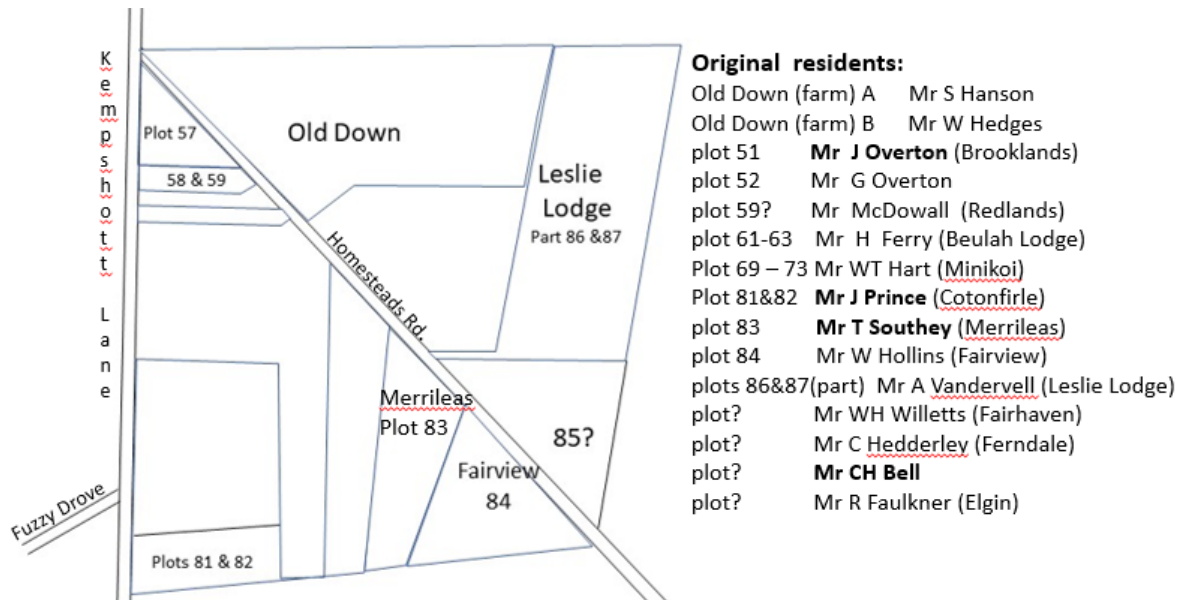 Kempshott Lane
Plot 57
58 & 59
Old Down
Leslie
Lodge
Part 86 &87
Homesteads Rd.
Merrileas
Plot 83
85?
Fairview
84
Fuzzy Drove
Plots 81 & 82
Original residents:
Old Down (farm) A Mr S Hanson
Old Down (farm) B Mr W Hedges
plot 51 Mr J Overton (Brooklands)
plot 52 Mr G Overton
plot 59? Mr McDowall (Redlands)
plot 61-63 Mr H Ferry (Beulah Lodge)
Plot 69 – 73 Mr WT Hart (Minikoi)
Plot 81&82 Mr J Prince (Cotonfirle)
plot 83 Mr T Southey (Merrileas)
plot 84 Mr W Hollins (Fairview)
plots 86&87(part) Mr A Vandervell (Leslie Lodge)
plot? Mr WH Willetts (Fairhaven)
plot? Mr C Hedderley (Ferndale)
plot? Mr CH Bell
plot? Mr R Faulkner (Elgin)